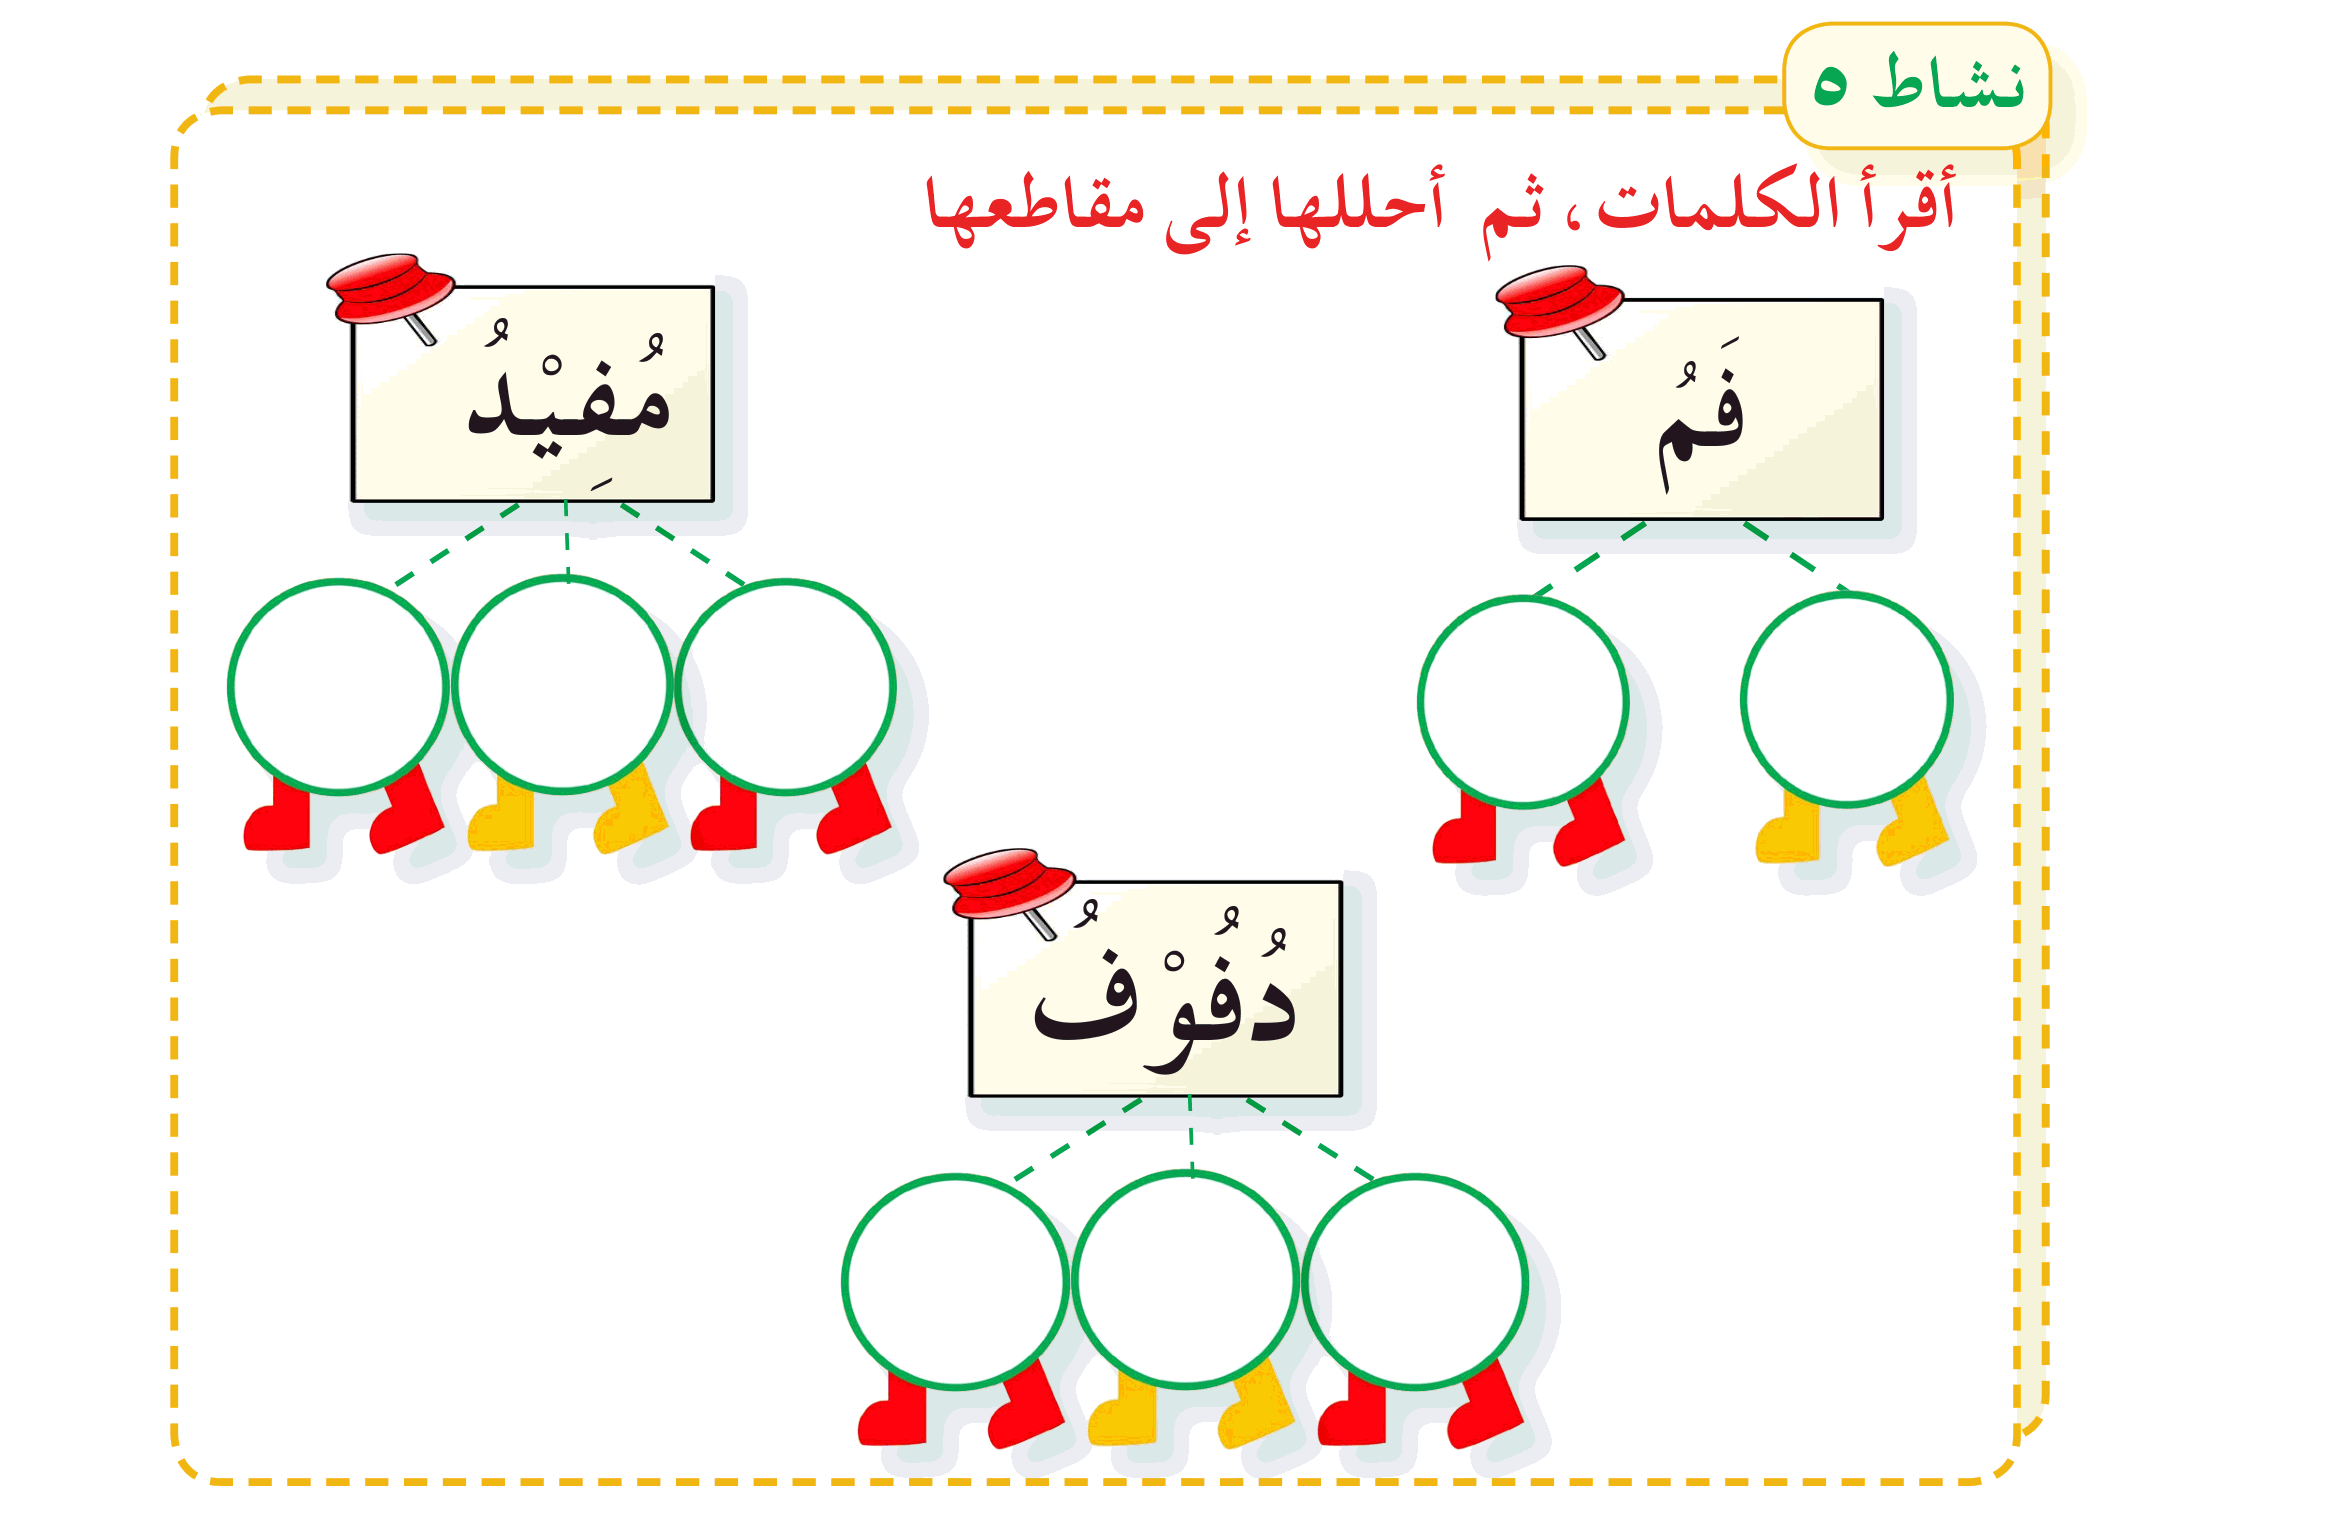 نشاط ٥
أقرأ الكلمات ، ثم أحللها إلى مقاطعها
فَمُ
مُفِيْدُ
دُفُوْفُ